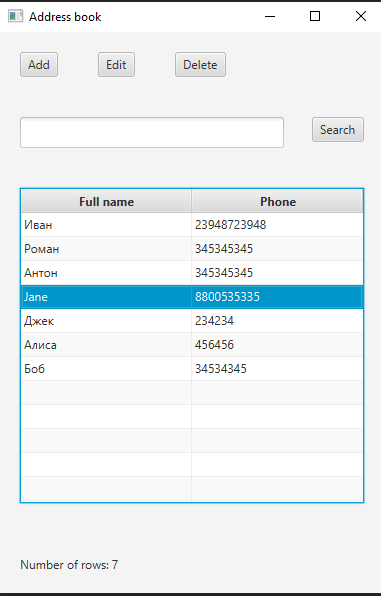 Address book
Add Edit Delete
Search
Full name Phone
Иван 23948723948
Роман 345345345
Антон 345345345
Jane 8800535335
Джек 234234
Алиса 456456
Боб 34534345
Number of rows: 7